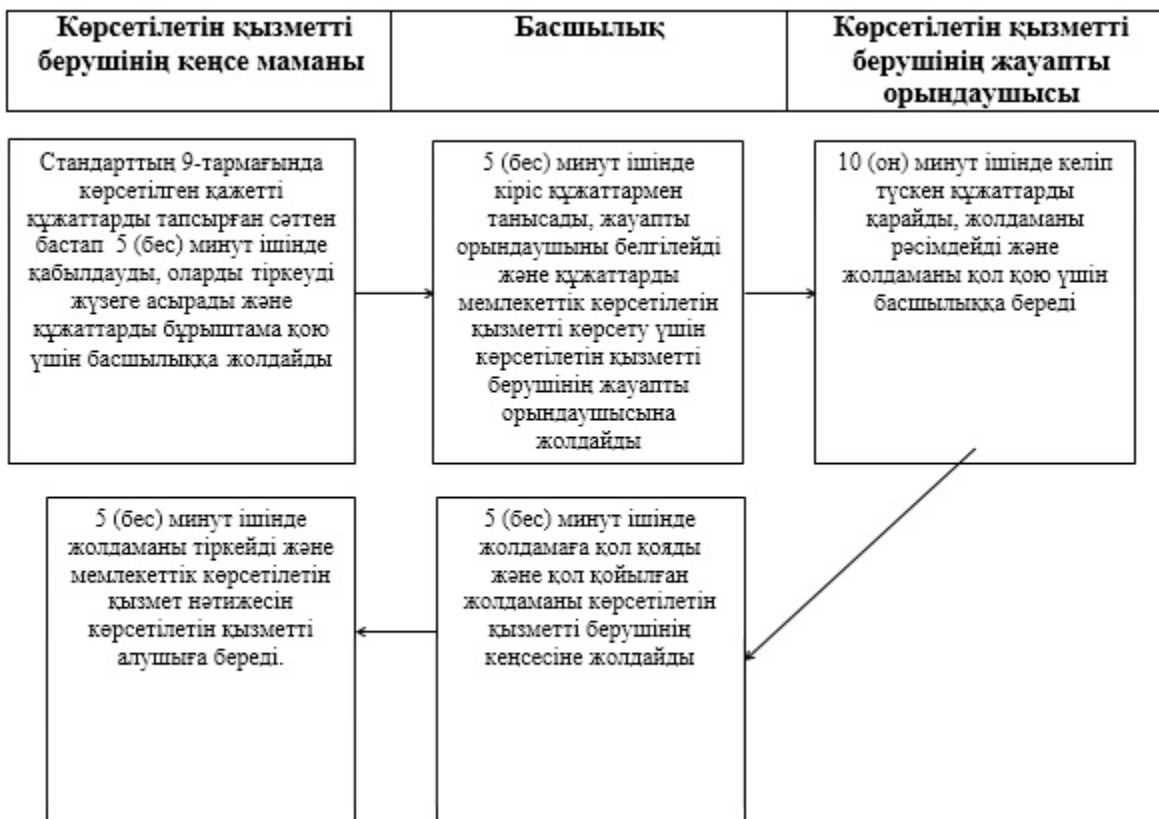 Көрсетілетін қызметті
берушінің кеңсе маманы
Басшылық
Көрсетілетін қызметті
берушінің жауапты
орындаушысы
Стандарттың 9-тармағында
көрсетілген қажетті
құжаттарды тапсырған сәттен
бастап 5 (бес) минут ішінде
қабылдауды, оларды тіркеуді
жүзеге асырады және
құжаттарды бұрыштама қою
үшін басшылыққа жолдайды
5 (бес) минут ішінде
кіріс құжаттармен
танысады, жауапты
орындаушыны белгілейді
және құжаттарды
мемлекеттік көрсетілетін
қызметті көрсету үшін
көрсетілетін қызметті
берушінің жауапты
орындаушысына
жолдайды
10 (он) минут ішінде келіп
түскен құжаттарды
қарайды, жолдаманы
рәсімдейді және
жолдаманы қол қою үшін
басшылыққа береді
5 (бес) минут ішінде
жолдаманы тіркейді және
мемлекеттік көрсетілетін
қызмет нәтижесін
көрсетілетін қызметті
алушыға береді.
5 (бес) минут ішінде
жолдамаға қол қояды
және қол қойылған
жолдаманы көрсетілетін
қызметті берушінің
кеңсесіне жолдайды